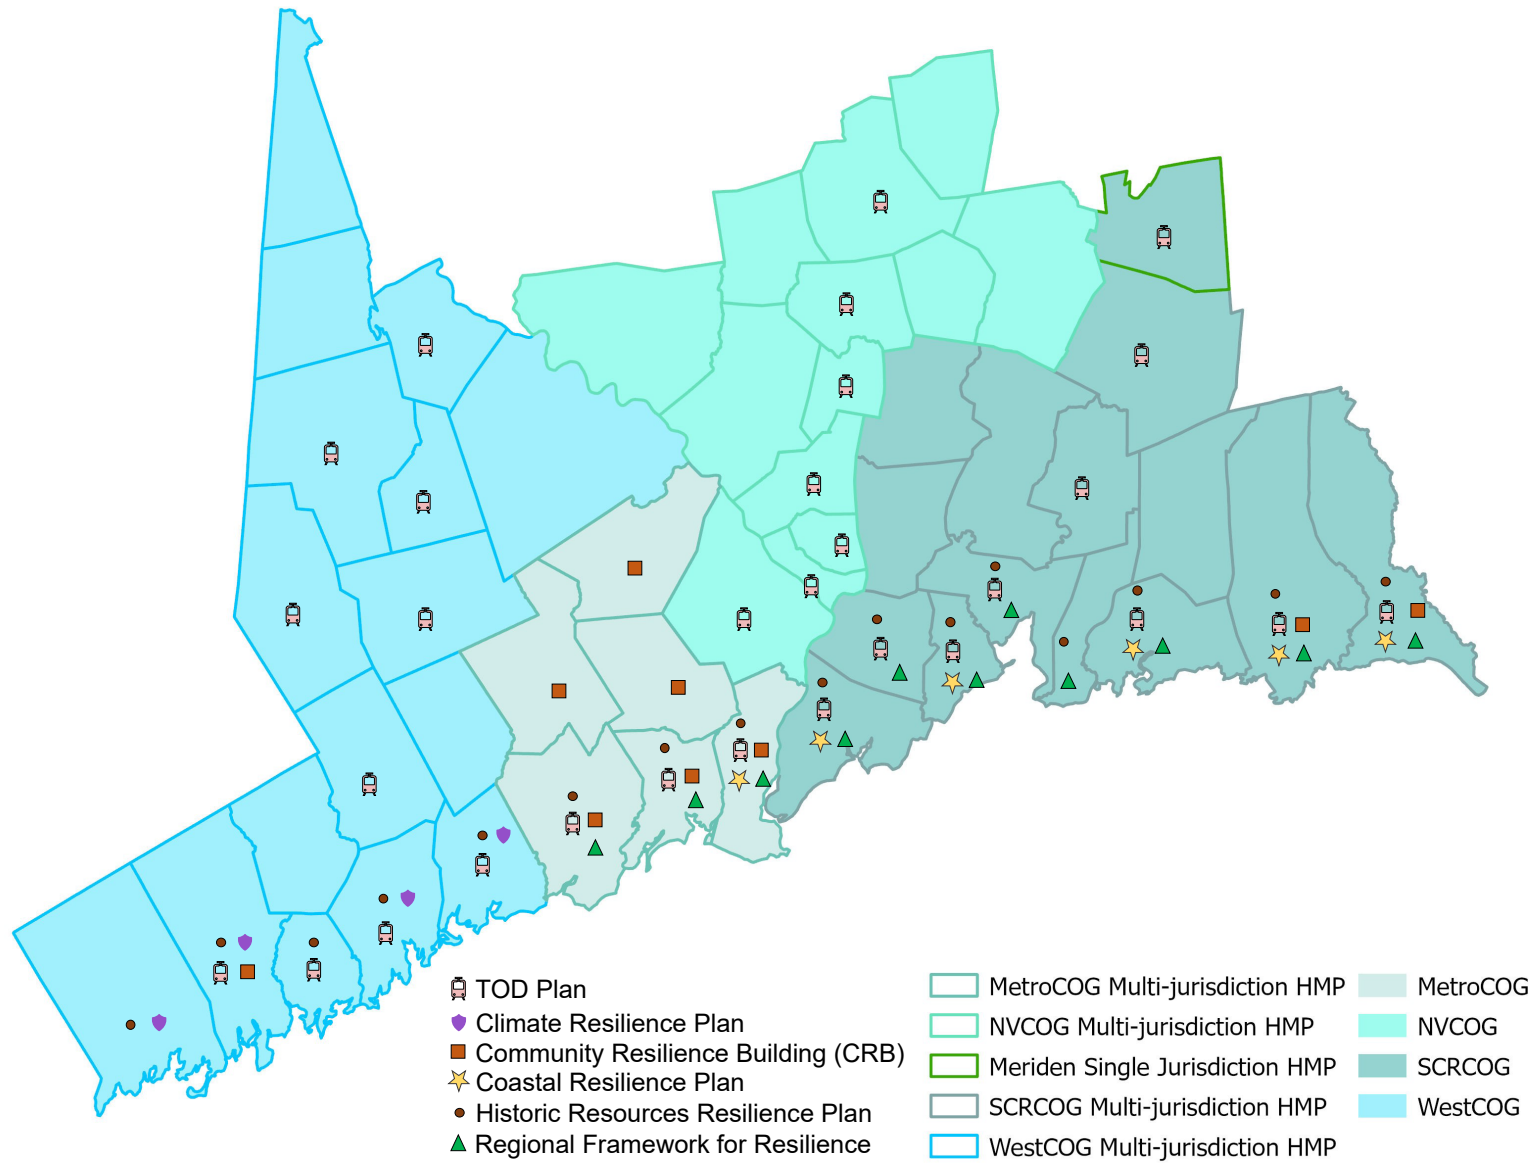 TOD Plan
Climate Resilience Plan
Community Resilience Building (CRB)
Coastal Resilience Plan
Historic Resources Resilience Plan
Regional Framework for Resilience
MetroCOG Multi-jurisdiction HMP
NVCOG Multi-jurisdiction HMP
Meriden Single Jurisdiction HMP
SCRCOG Multi-jurisdiction HMP
WestCOG Multi-jurisdiction HMP
MetroCOG
NVCOG
SCRCOG
WestCOG